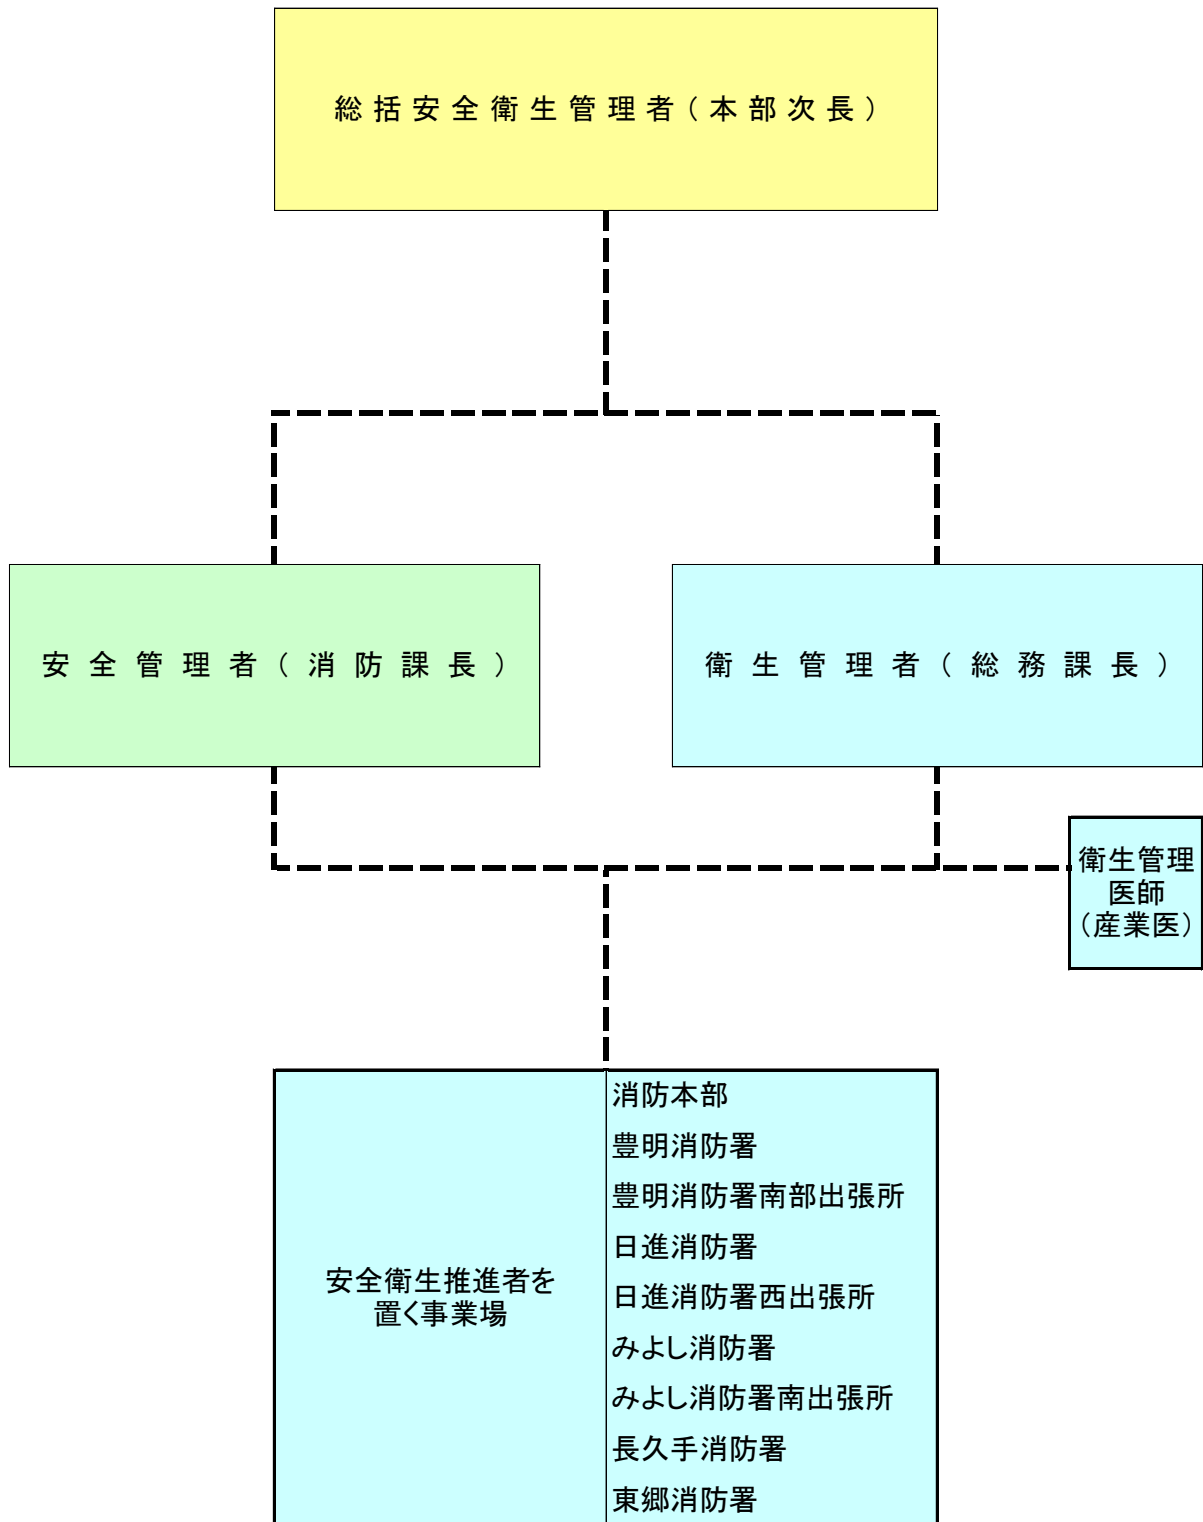 総括安全衛生管理者(本部次長)
安全管理者(消防課長)
衛生管理者(総務課長)
衛生管理
医師
(産業医)
安全衛生推進者を
置く事業場
消防本部
豊明消防署
豊明消防署南部出張所
日進消防署
日進消防署西出張所
みよし消防署
みよし消防署南出張所
長久手消防署
東郷消防署